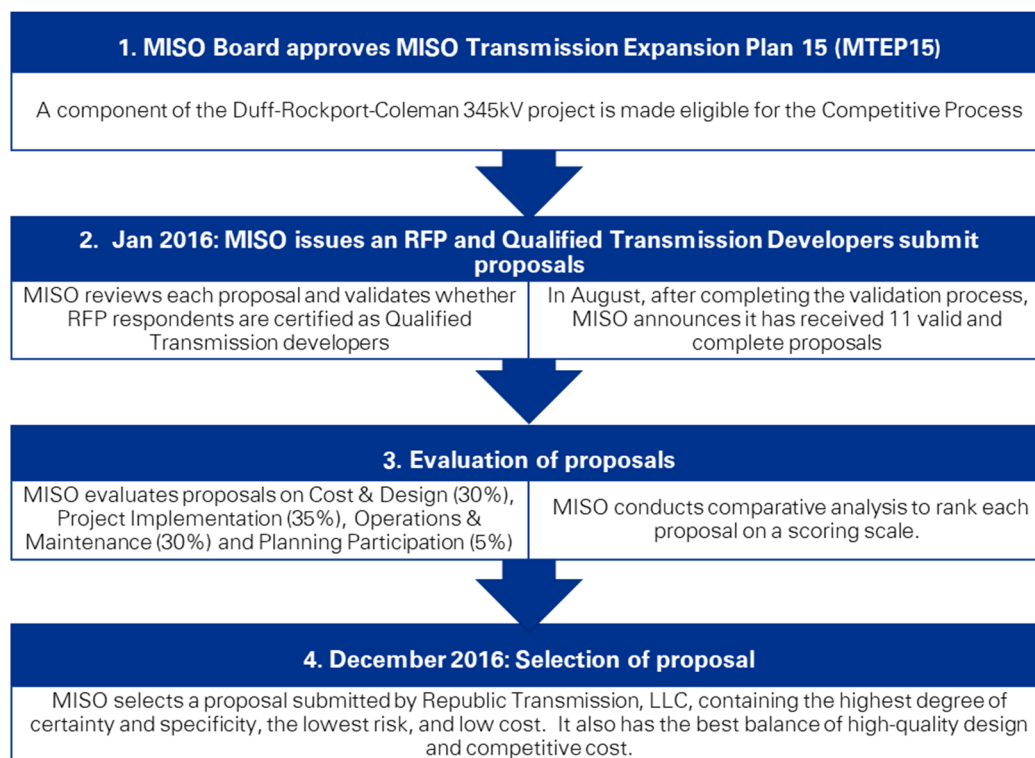 1. MISO Board approves MISO Transmission Expansion Plan 15 (MTEP15)
A component of the Duff-Rockport-Coleman 345kV project is made eligible for the Competitive Process
2. Jan 2016: MISO issues an RFP and Qualified Transmission Developers submit
proposals
MISO reviews each proposal and validates whether
RFP respondents are certified as Qualified
Transmission developers
In August, after completing the validation process,
MISO announces it has received 11 valid and
complete proposals
3. Evaluation of proposals
MISO evaluates proposals on Cost & Design (30%),
Project Implementation (35%), Operations &
Maintenance (30%) and Planning Participation (5%)
MISO conducts comparative analysis to rank each
proposal on a scoring scale.
4. December 2016: Selection of proposal
MISO selects a proposal submitted by Republic Transmission, LLC, containing the highest degree of
certainty and specificity, the lowest risk, and low cost. It also has the best balance of high-quality design
and competitive cost.